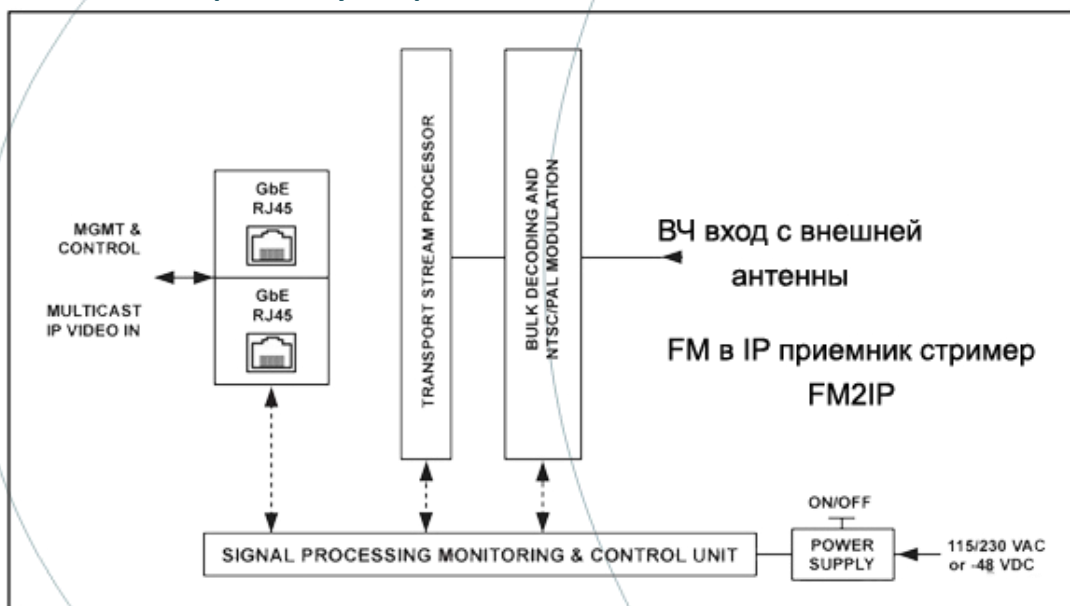 GbE
RJ45
MGMT &
CONTROL
MULTICAST
IP VIDEO IN
GbE
RJ45
TRANSPORT STREAM PROCESSOR
BULK DECODING AND
NTSC/PAL MODULATION
ВЧ вход с внешней
антенны
FM в IP приемник стример
FM2IP
ON/OFF
SIGNAL PROCESSING MONITORING & CONTROL UNIT
POWER
SUPPLY
115/230 VAC
or -48 VDC